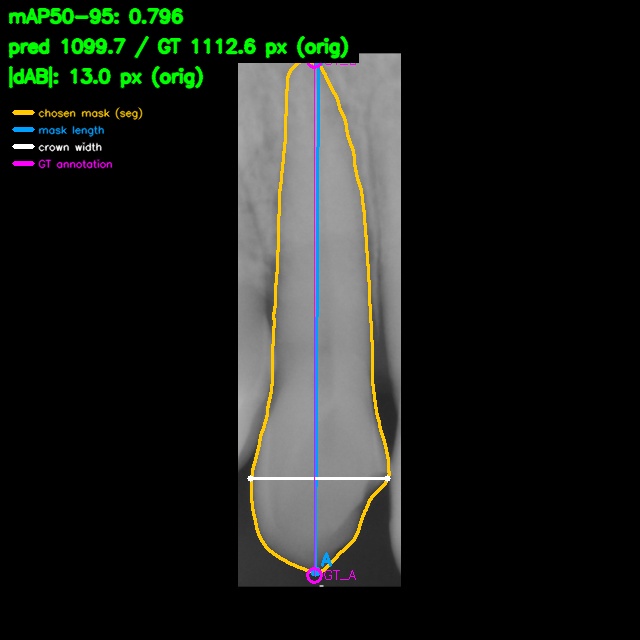 mAP50-95: 0.796
pred 1099.7 / GT 1112.6 px (orig)
|dAB|: 13.0 px (orig)
chosen mask (seg)
mask length
crown width
GT annotation
A
GT_A